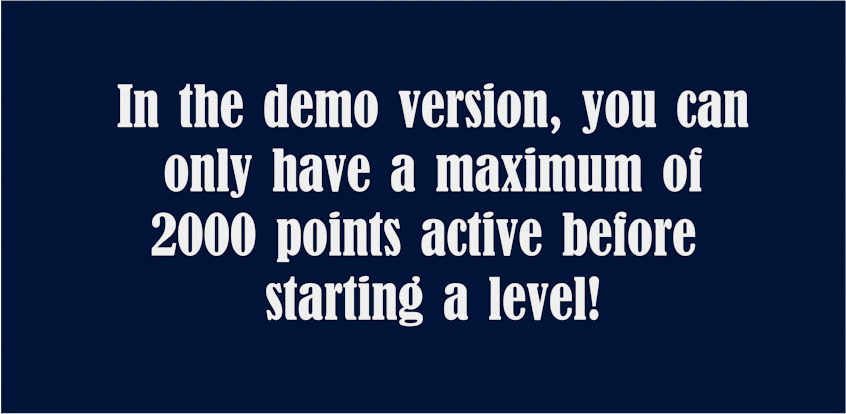 In the demo version, you can
only have a maximum of
2000 points active before
starting a level!